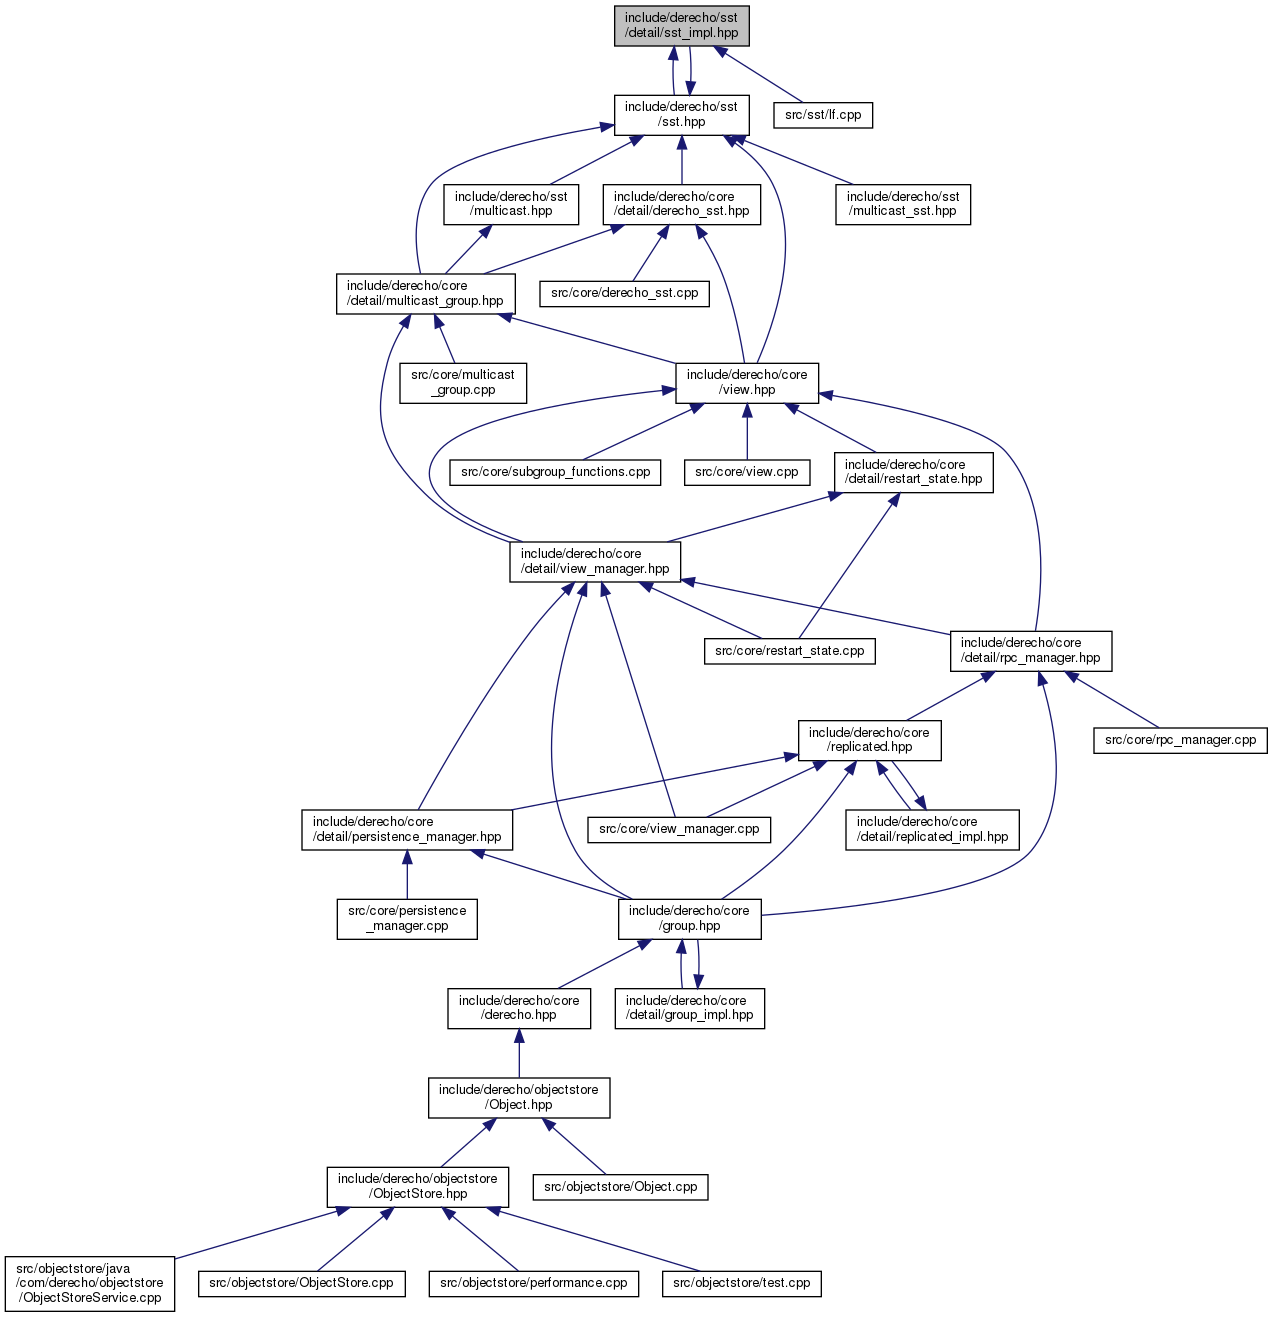 include/derecho/sst
/detail/sst_impl.hpp
include/derecho/sst
/sst.hpp
src/sst/lf.cpp
include/derecho/sst
/multicast.hpp
include/derecho/core
/detail/derecho_sst.hpp
include/derecho/sst
/multicast_sst.hpp
include/derecho/core
/detail/multicast_group.hpp
src/core/derecho_sst.cpp
src/core/multicast
_group.cpp
include/derecho/core
/view.hpp
src/core/subgroup_functions.cpp
src/core/view.cpp
include/derecho/core
/detail/restart_state.hpp
include/derecho/core
/detail/view_manager.hpp
src/core/restart_state.cpp
include/derecho/core
/detail/rpc_manager.hpp
include/derecho/core
/replicated.hpp
src/core/rpc_manager.cpp
include/derecho/core
/detail/persistence_manager.hpp
src/core/view_manager.cpp
include/derecho/core
/detail/replicated_impl.hpp
src/core/persistence
_manager.cpp
include/derecho/core
/group.hpp
include/derecho/core
/derecho.hpp
include/derecho/core
/detail/group_impl.hpp
include/derecho/objectstore
/Object.hpp
include/derecho/objectstore
/ObjectStore.hpp
src/objectstore/Object.cpp
src/objectstore/java
/com/derecho/objectstore
/ObjectStoreService.cpp
src/objectstore/ObjectStore.cpp
src/objectstore/performance.cpp
src/objectstore/test.cpp